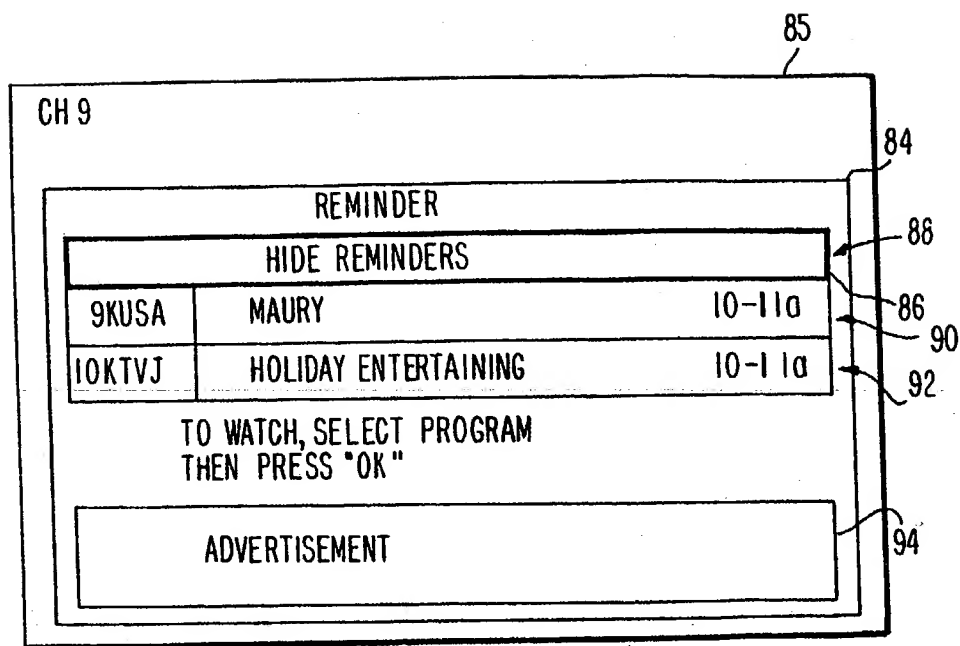 85
CH 9
84
REMINDER
88
HIDE REMINDERS
86
9KUSA MAURY 10-11a
90
10KTVJ HOLIDAY ENTERTAINING 10-11a
92
TO WATCH, SELECT PROGRAM
THEN PRESS "OK"
ADVERTISEMENT
94